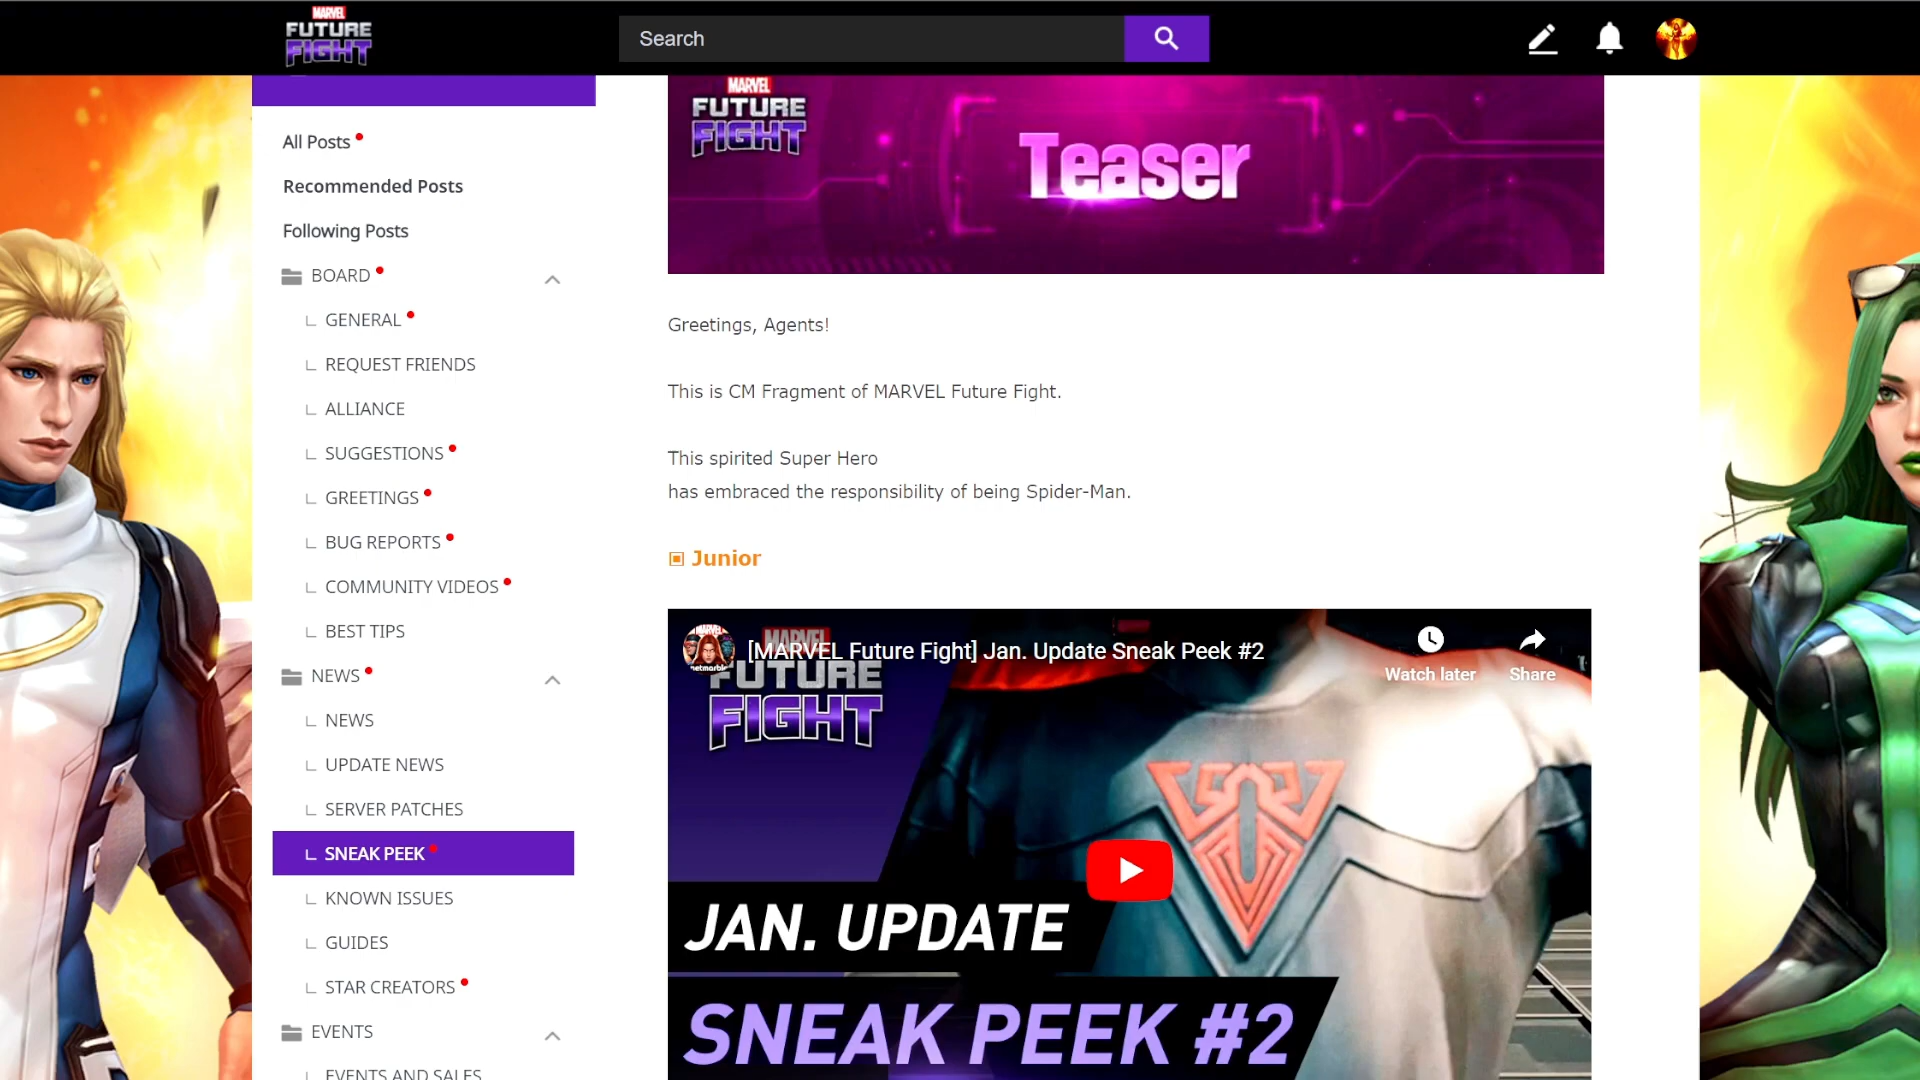 MARVEL
FUTURE
FIGHT
Search
All Posts
Recommended Posts
Following Posts
BOARD
GENERAL
REQUEST FRIENDS
ALLIANCE
SUGGESTIONS
GREETINGS
BUG REPORTS
COMMUNITY VIDEOS
BEST TIPS
NEWS
NEWS
UPDATE NEWS
SERVER PATCHES
SNEAK PEEK
KNOWN ISSUES
GUIDES
STAR CREATORS
EVENTS
EVENTS AND SALES
MARVEL
FUTURE
FIGHT
Teaser
Greetings, Agents!
This is CM Fragment of MARVEL Future Fight.
This spirited Super Hero
has embraced the responsibility of being Spider-Man.
Junior
netmarble
[MARVEL Future Fight] Jan. Update Sneak Peek #2
Watch later
Share
MARVEL
FUTURE
FIGHT
JAN. UPDATE
SNEAK PEEK #2